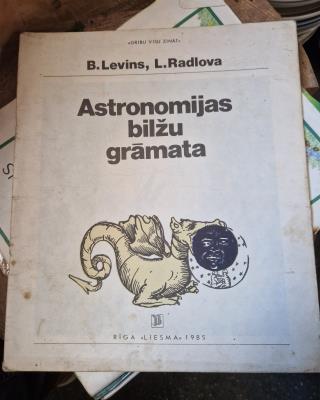 «GRIBU VISU ZINĀT»
B. Levins, L. Radlova
Astronomijas
bilžu
grāmata
RĪGA «LIESMA» 1985